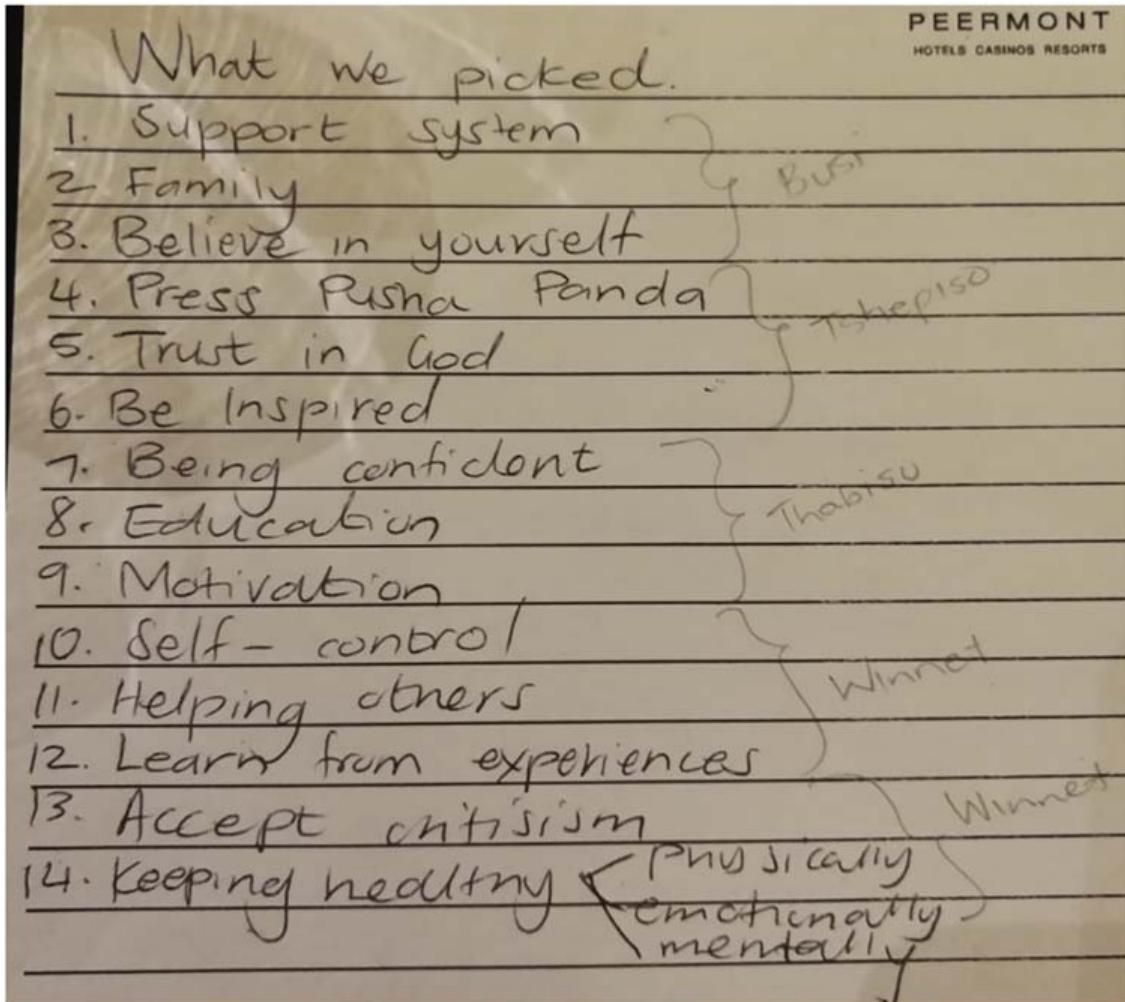 PEERMONT
HOTELS CASINOS RESORTS
What we picked.
1. Support system
2 Family
Busi
3. Believe in yourself
4. Press Pusha Panda
Tshepiso
5. Trust in God
6. Be Inspired
7. Being confident
8. Education
Thabiso
9. Motivation
10. Self-control
11. Helping others
Winnet
12. Learn from experiences
13. Accept critisism
Winnet
14. Keeping healthy
physically
emotionally
mentally